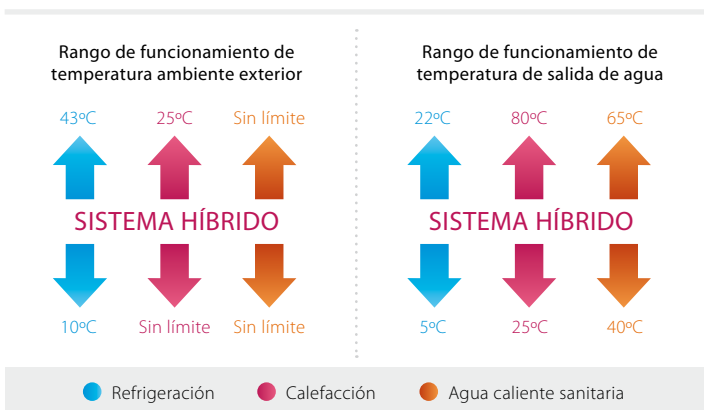 Rango de funcionamiento de
temperatura ambiente exterior
43ºC 25ºC Sin límite
SISTEMA HÍBRIDO
10ºC Sin límite Sin límite
Rango de funcionamiento de
temperatura de salida de agua
22ºC 80ºC 65ºC
SISTEMA HÍBRIDO
5ºC 25ºC 40ºC
Refrigeración Calefacción Agua caliente sanitaria